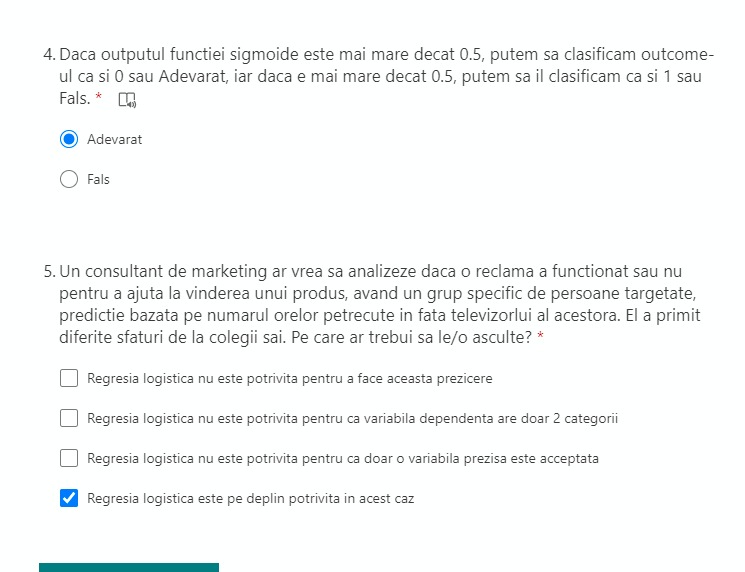 4. Daca outputul functiei sigmoide este mai mare decat 0.5, putem sa clasificam outcome-
ul ca si 0 sau Adevarat, iar daca e mai mare decat 0.5, putem sa il clasificam ca si 1 sau
Fals. *
Adevarat
Fals
5. Un consultant de marketing ar vrea sa analizeze daca o reclama a functionat sau nu
pentru a ajuta la vinderea unui produs, avand un grup specific de persoane targetate,
predictie bazata pe numarul orelor petrecute in fata televizorlui al acestora. El a primit
diferite sfaturi de la colegii sai. Pe care ar trebui sa le/o asculte? *
Regresia logistica nu este potrivita pentru a face aceasta prezicere
Regresia logistica nu este potrivita pentru ca variabila dependenta are doar 2 categorii
Regresia logistica nu este potrivita pentru ca doar o variabila prezisa este acceptata
Regresia logistica este pe deplin potrivita in acest caz